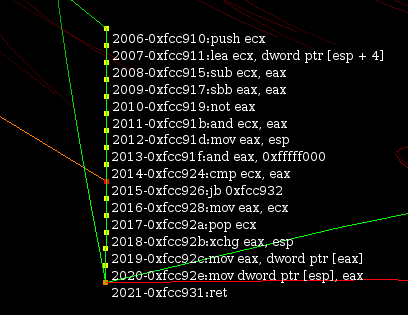 2006-0xfcc910:push ecx
2007-0xfcc911:lea ecx, dword ptr [esp + 4]
2008-0xfcc915:sub ecx, eax
2009-0xfcc917:sbb eax, eax
2010-0xfcc919:not eax
2011-0xfcc91b:and ecx, eax
2012-0xfcc91d:mov eax, esp
2013-0xfcc91f:and eax, 0xfffff000
2014-0xfcc924:cmp ecx, eax
2015-0xfcc926:jb 0xfcc932
2016-0xfcc928:mov eax, ecx
2017-0xfcc92a:pop ecx
2018-0xfcc92b:xchg eax, esp
2019-0xfcc92c:mov eax, dword ptr [eax]
2020-0xfcc92e:mov dword ptr [esp], eax
2021-0xfcc931:ret